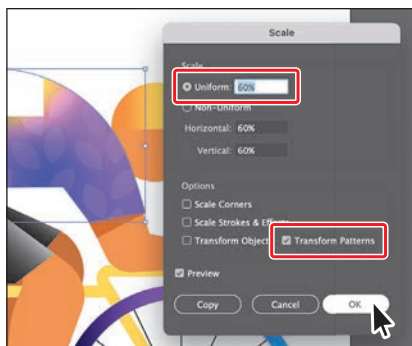 Scale
Scale
Uniform: 60%
Non-Uniform
Horizontal: 60%
Vertical: 60%
Options
Scale Corners
Scale Strokes & Effects
Transform Objects Transform Patterns
Preview
Copy Cancel OK